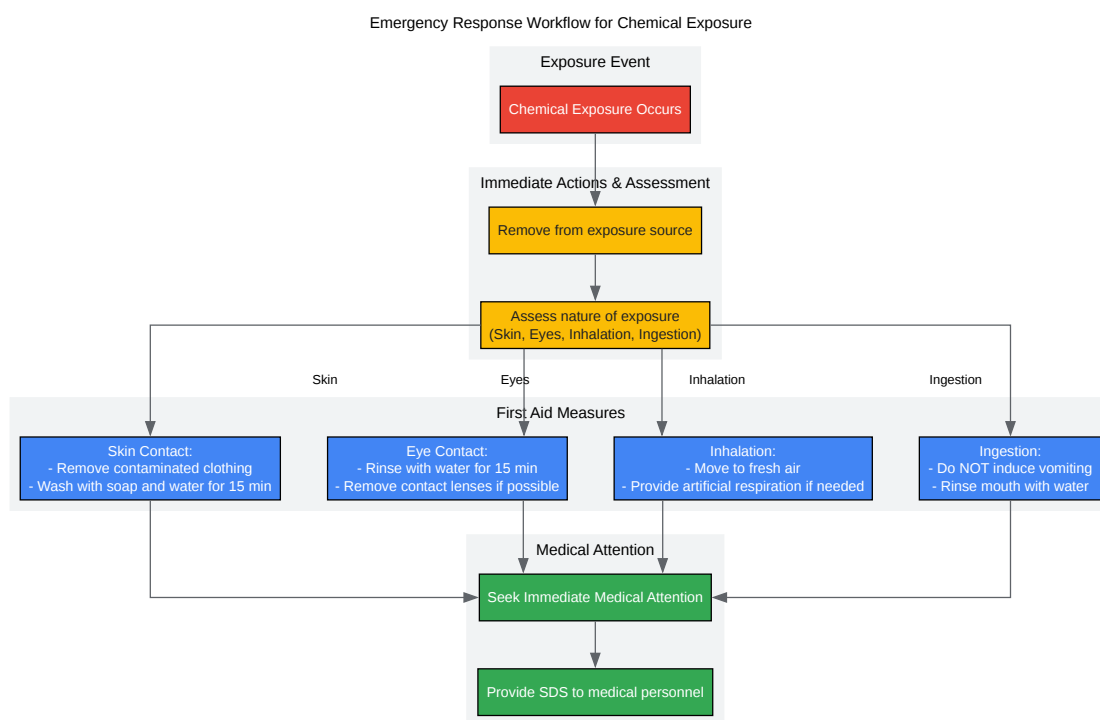 Emergency Response Workflow for Chemical Exposure
Exposure Event
Chemical Exposure Occurs
Immediate Actions & Assessment
Remove from exposure source
Assess nature of exposure
(Skin, Eyes, Inhalation, Ingestion)
Skin
Eyes
Inhalation
Ingestion
First Aid Measures
Skin Contact:
- Remove contaminated clothing
- Wash with soap and water for 15 min
Eye Contact:
- Rinse with water for 15 min
- Remove contact lenses if possible
Inhalation:
- Move to fresh air
- Provide artificial respiration if needed
Ingestion:
- Do NOT induce vomiting
- Rinse mouth with water
Medical Attention
Seek Immediate Medical Attention
Provide SDS to medical personnel